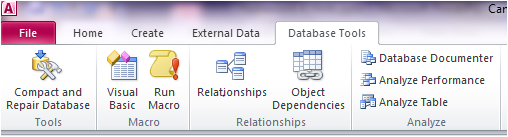 A
Can
File
Home
Create
External Data
Database Tools
Compact and
Repair Database
Visual
Basic
Run
Macro
Relationships
Object
Dependencies
Database Documenter
Analyze Performance
Analyze Table
Tools
Macro
Relationships
Analyze